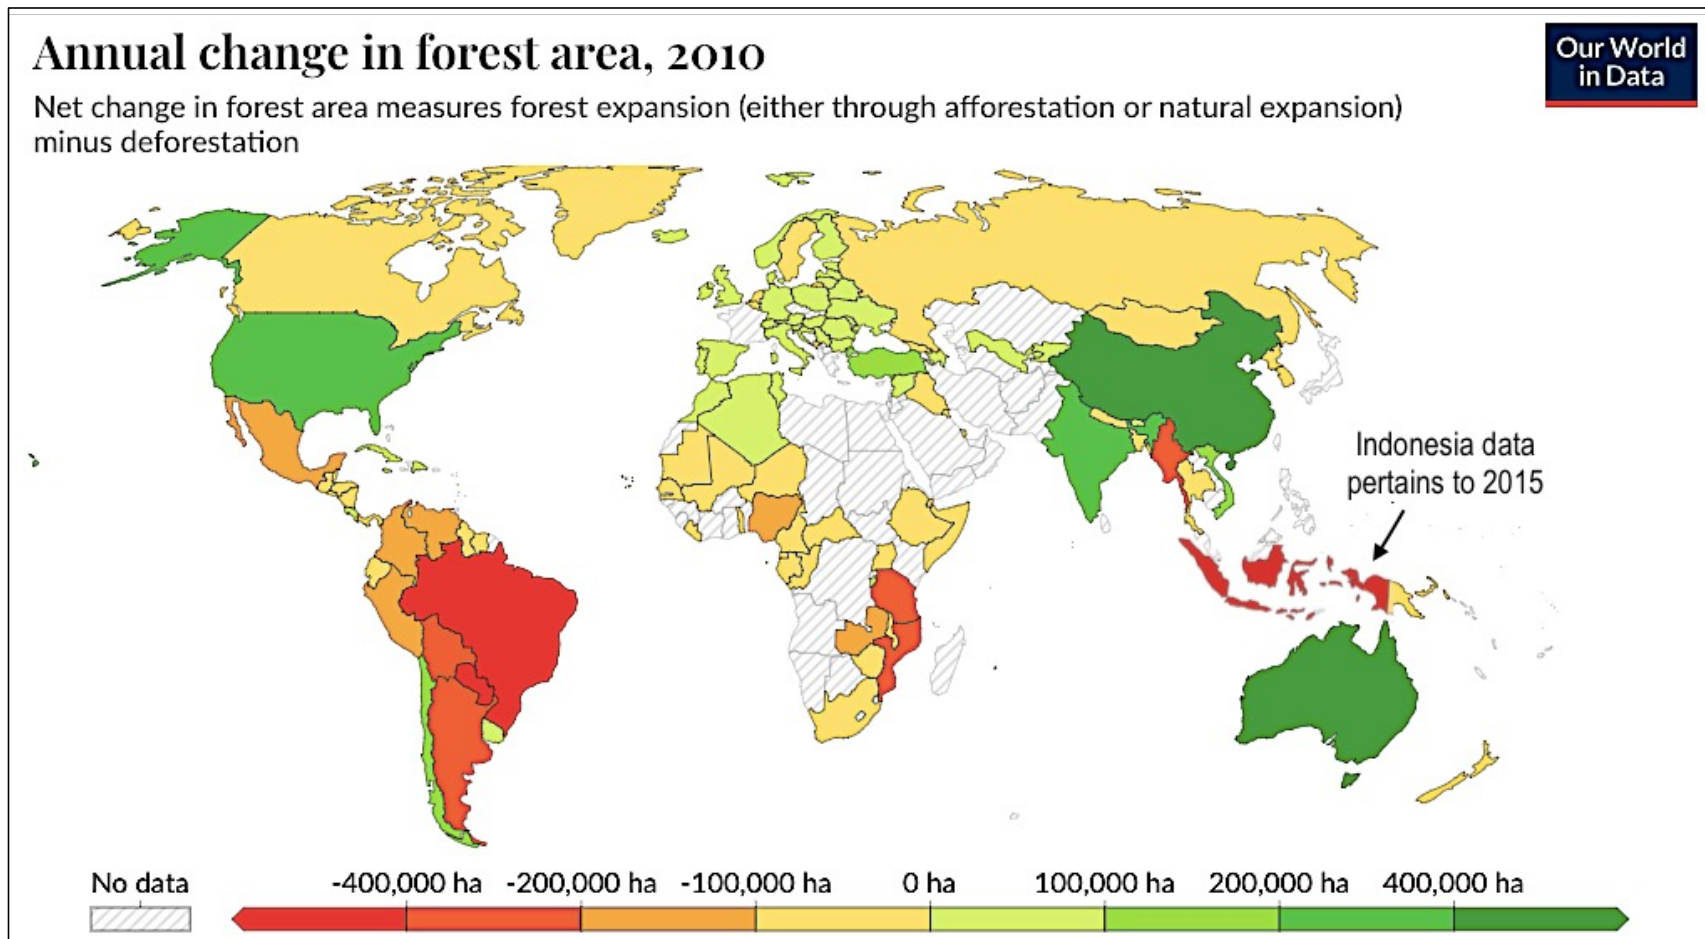 Annual change in forest area, 2010
Our World
in Data
Net change in forest area measures forest expansion (either through afforestation or natural expansion)
minus deforestation
Indonesia data
pertains to 2015
No data
-400,000 ha
-200,000 ha
-100,000 ha
0 ha
100,000 ha
200,000 ha
400,000 ha